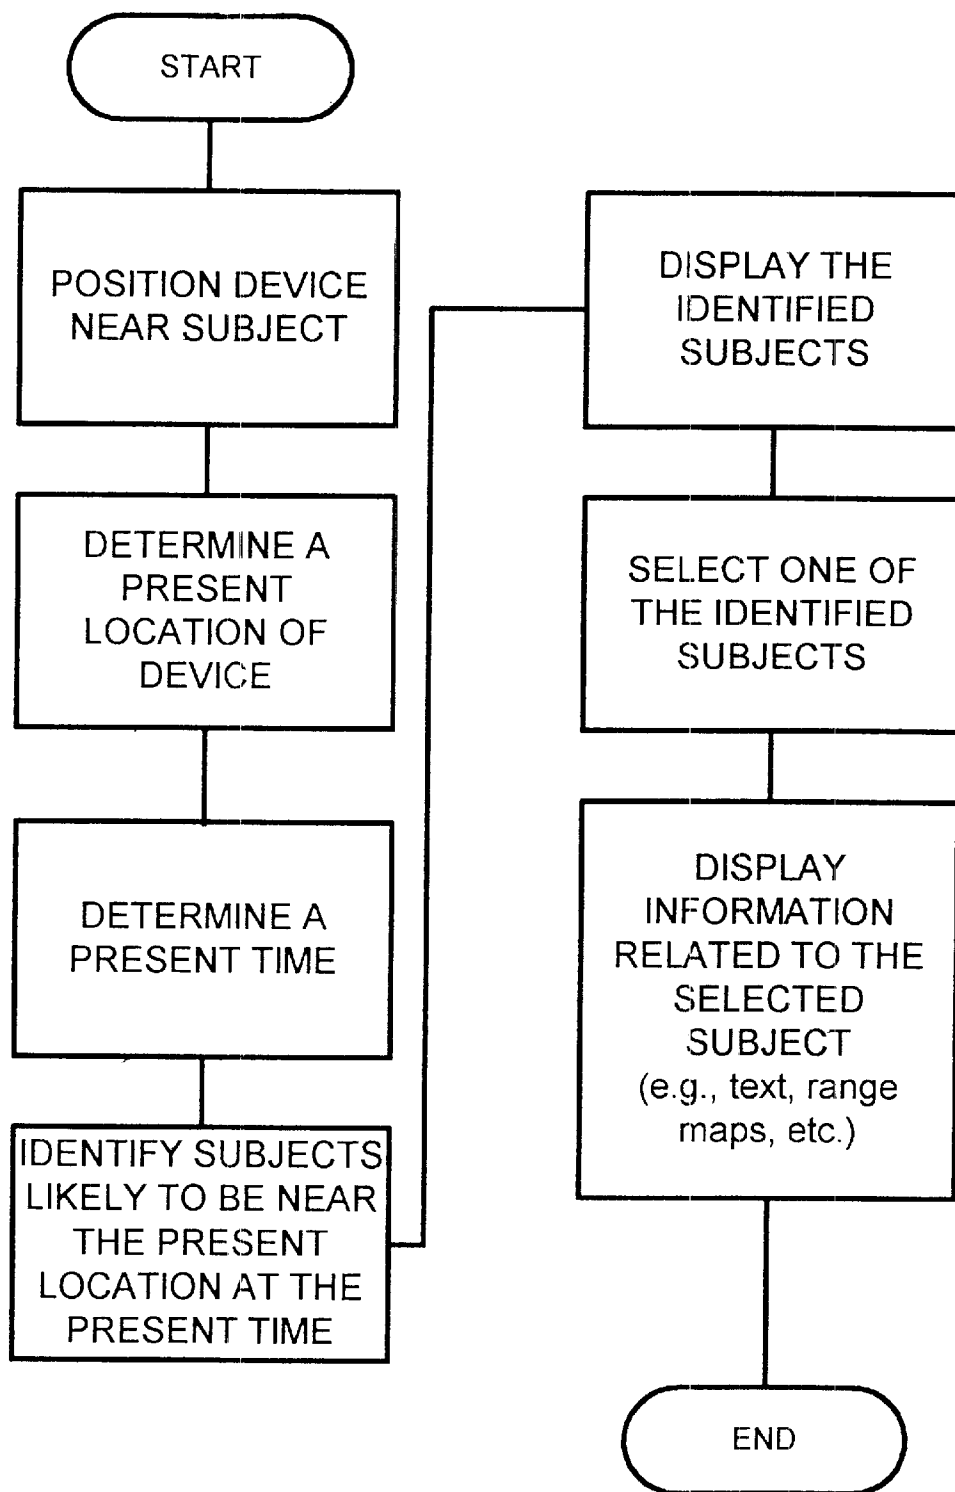 START
POSITION DEVICE
NEAR SUBJECT
DETERMINE A
PRESENT
LOCATION OF
DEVICE
DETERMINE A
PRESENT TIME
IDENTIFY SUBJECTS
LIKELY TO BE NEAR
THE PRESENT
LOCATION AT THE
PRESENT TIME
DISPLAY THE
IDENTIFIED
SUBJECTS
SELECT ONE OF
THE IDENTIFIED
SUBJECTS
DISPLAY
INFORMATION
RELATED TO THE
SELECTED
SUBJECT
(e.g., text, range
maps, etc.)
END